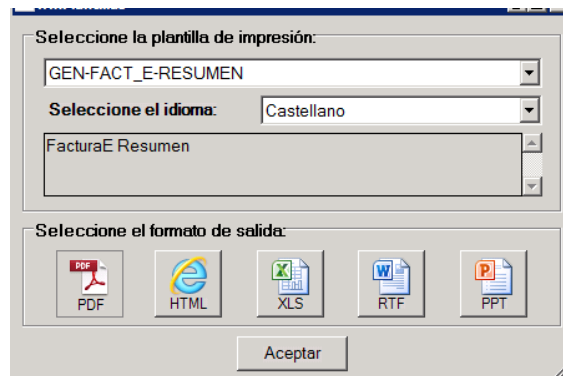 Seleccione la plantilla de impresión:
GEN-FACT_E-RESUMEN
Seleccione el idioma: Castellano
FacturaE Resumen
Seleccione el formato de salida:
PDF
PDF HTML XLS RTF PPT
Aceptar